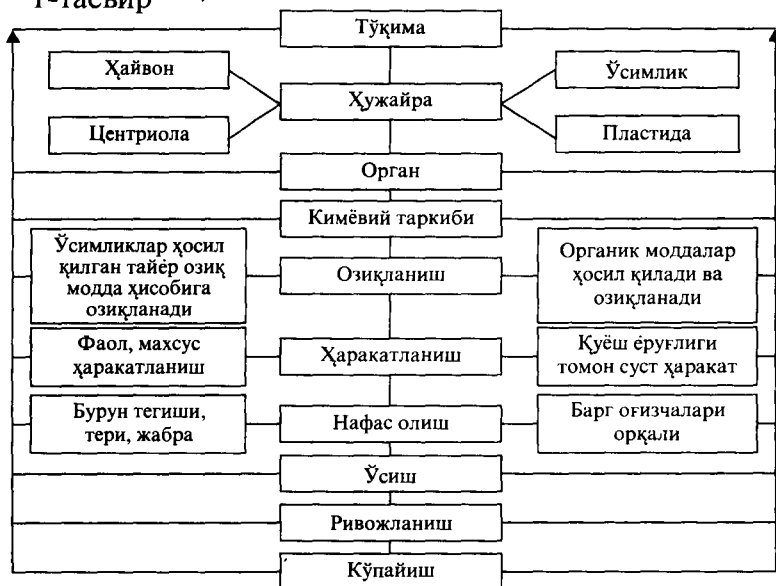 1-тасвир
Тўқима
Ҳайвон
Ўсимлик
Ҳужайра
Центриола
Пластида
Орган
Кимёвий таркиби
Ўсимликлар ҳосил
қилган тайёр озиқ
модда ҳисобига
озиқланади
Озиқланиш
Органик моддалар
ҳосил қилади ва
озиқланади
Фаол, махсус
ҳаракатланиш
Ҳаракатланиш
Қуёш ёруғлиги
томон суст ҳаракат
Бурун тегиши,
тери, жабра
Нафас олиш
Барг оғизчалари
орқали
Ўсиш
Ривожланиш
Кўпайиш